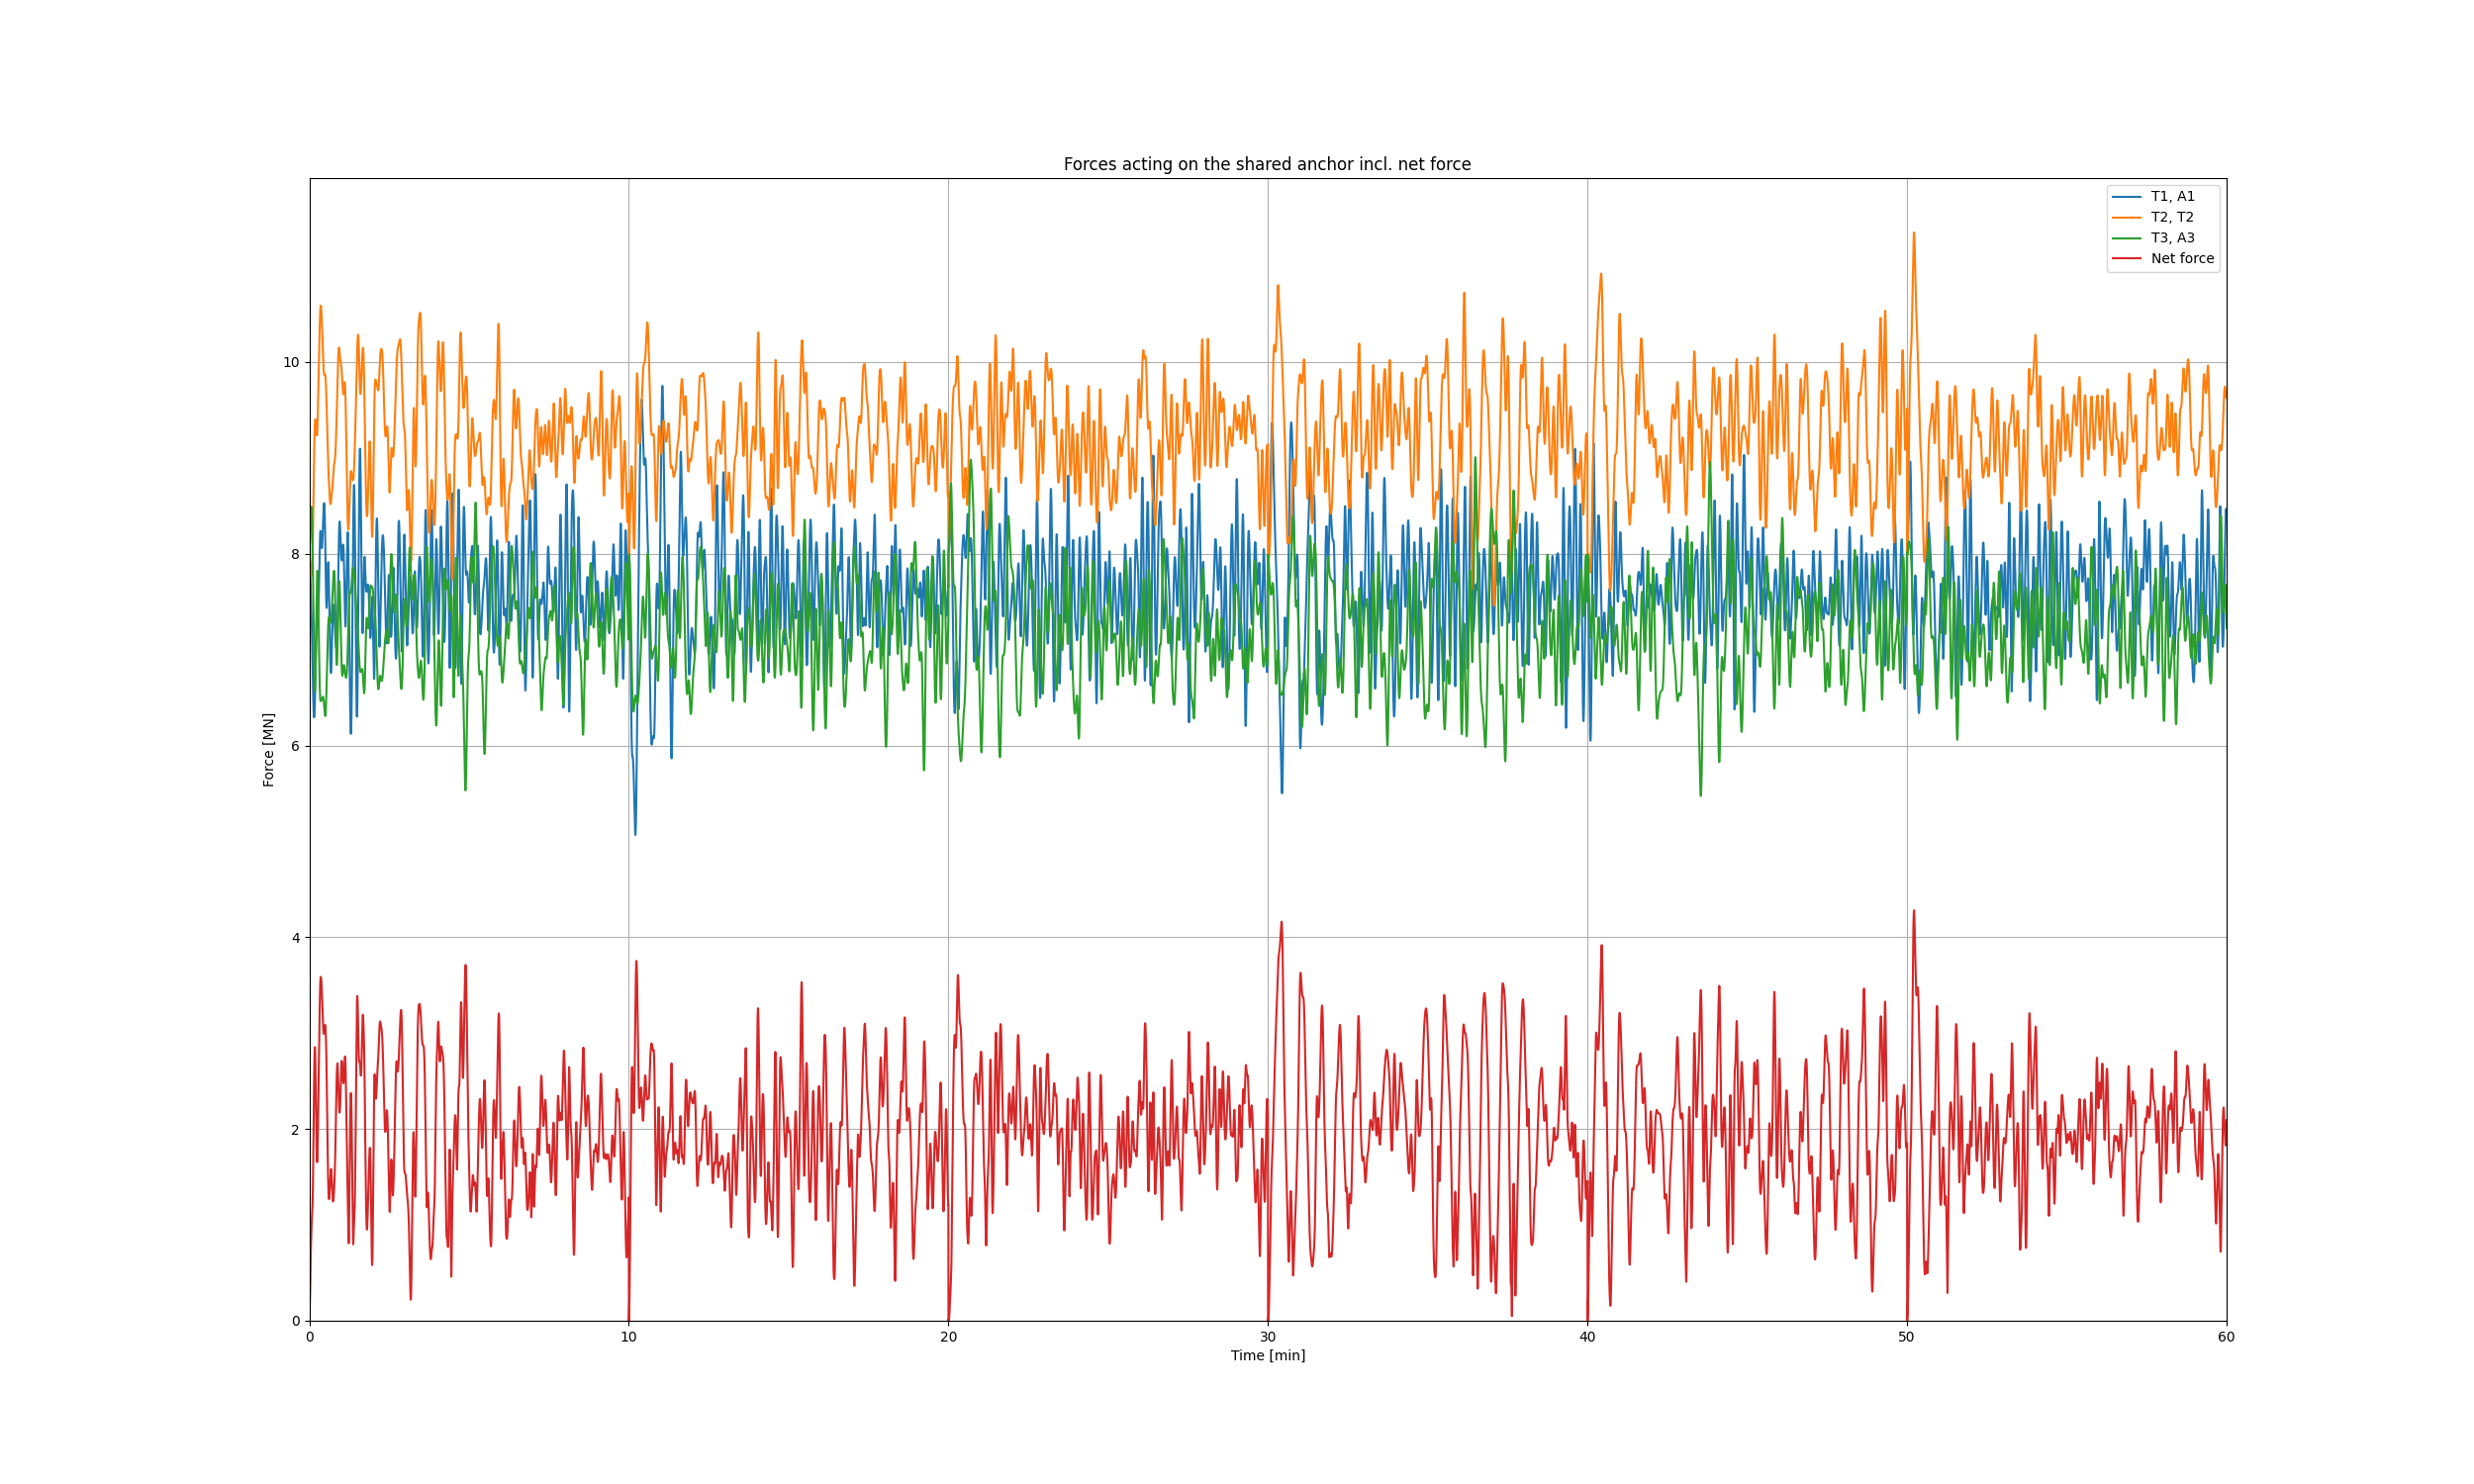 Forces acting on the shared anchor incl. net force
T1, A1
T2, T2
T3, A3
Net force
10
8
6
4
2
0
Force [MN]
0 10 20 30 40 50 60
Time [min]